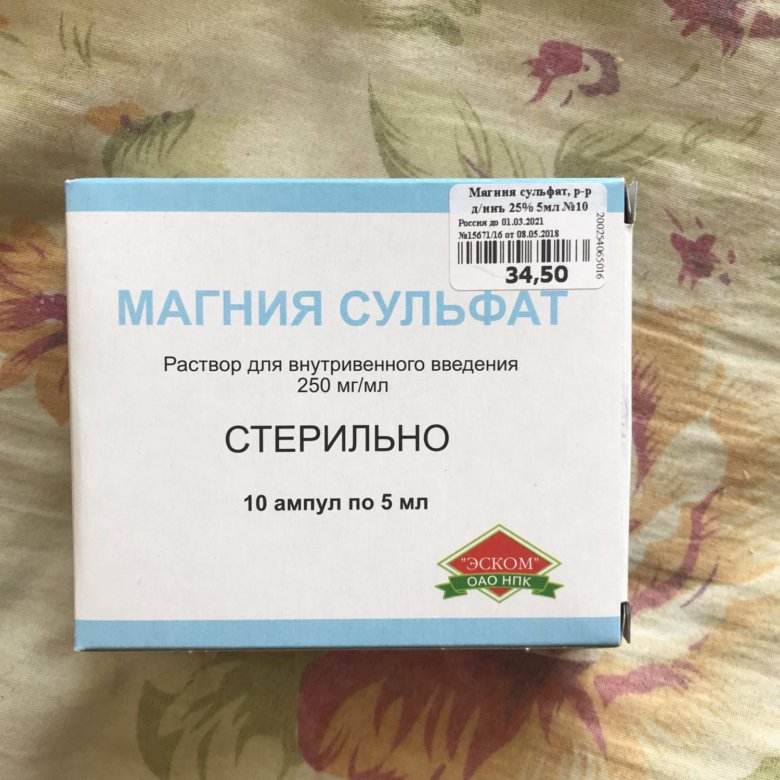 Магния сульфат, р-р
д/инъ 25% 5мл №10
Россия до 01.03.2021
№15671/16 от 08.05.2018
34,50
200254065016
МАГНИЯ СУЛЬФАТ
Раствор для внутривенного введения
250 мг/мл
СТЕРИЛЬНО
10 ампул по 5 мл
"ЭСКОМ"
ОАО НПК